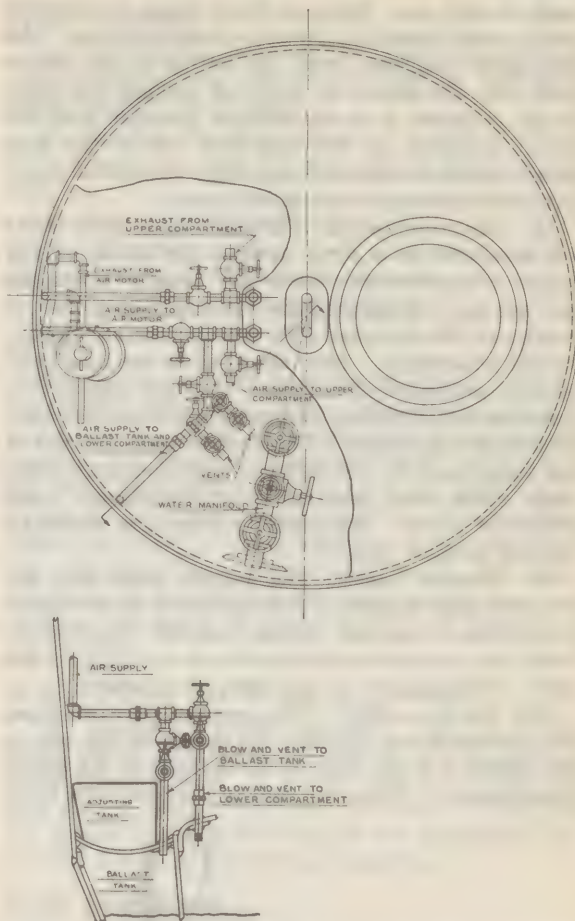 EXHAUST FROM
UPPER COMPARTMENT
EXHAUST FROM
AIR MOTOR
AIR SUPPLY TO
AIR MOTOR
AIR SUPPLY TO UPPER
COMPARTMENT
AIR SUPPLY TO
BALLAST TANK AND
LOWER COMPARTMENT
VENTS
WATER MANIFOLD
AIR SUPPLY
BLOW AND VENT TO
BALLAST TANK
BLOW AND VENT TO
LOWER COMPARTMENT
ADJUSTING
TANK
BALLAST
TANK